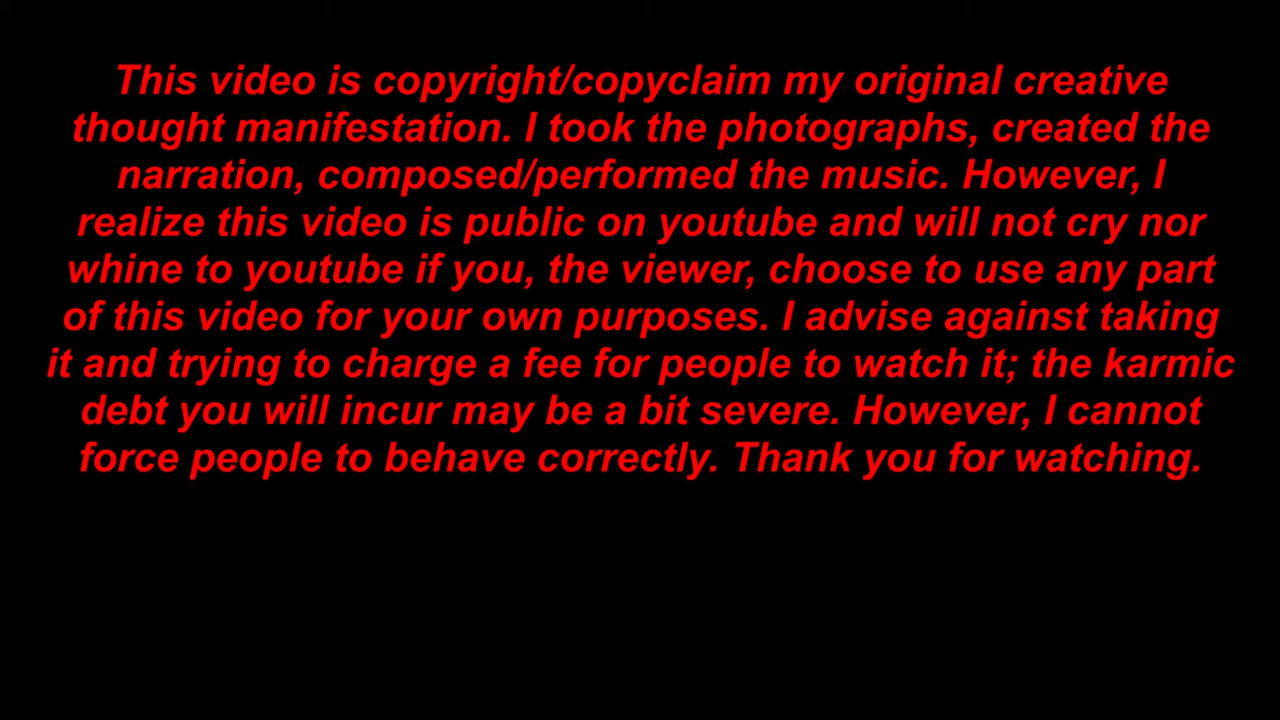 This video is copyright/copyclaim my original creative
thought manifestation. I took the photographs, created the
narration, composed/performed the music. However, I
realize this video is public on youtube and will not cry nor
whine to youtube if you, the viewer, choose to use any part
of this video for your own purposes. I advise against taking
it and trying to charge a fee for people to watch it; the karmic
debt you will incur may be a bit severe. However, I cannot
force people to behave correctly. Thank you for watching.